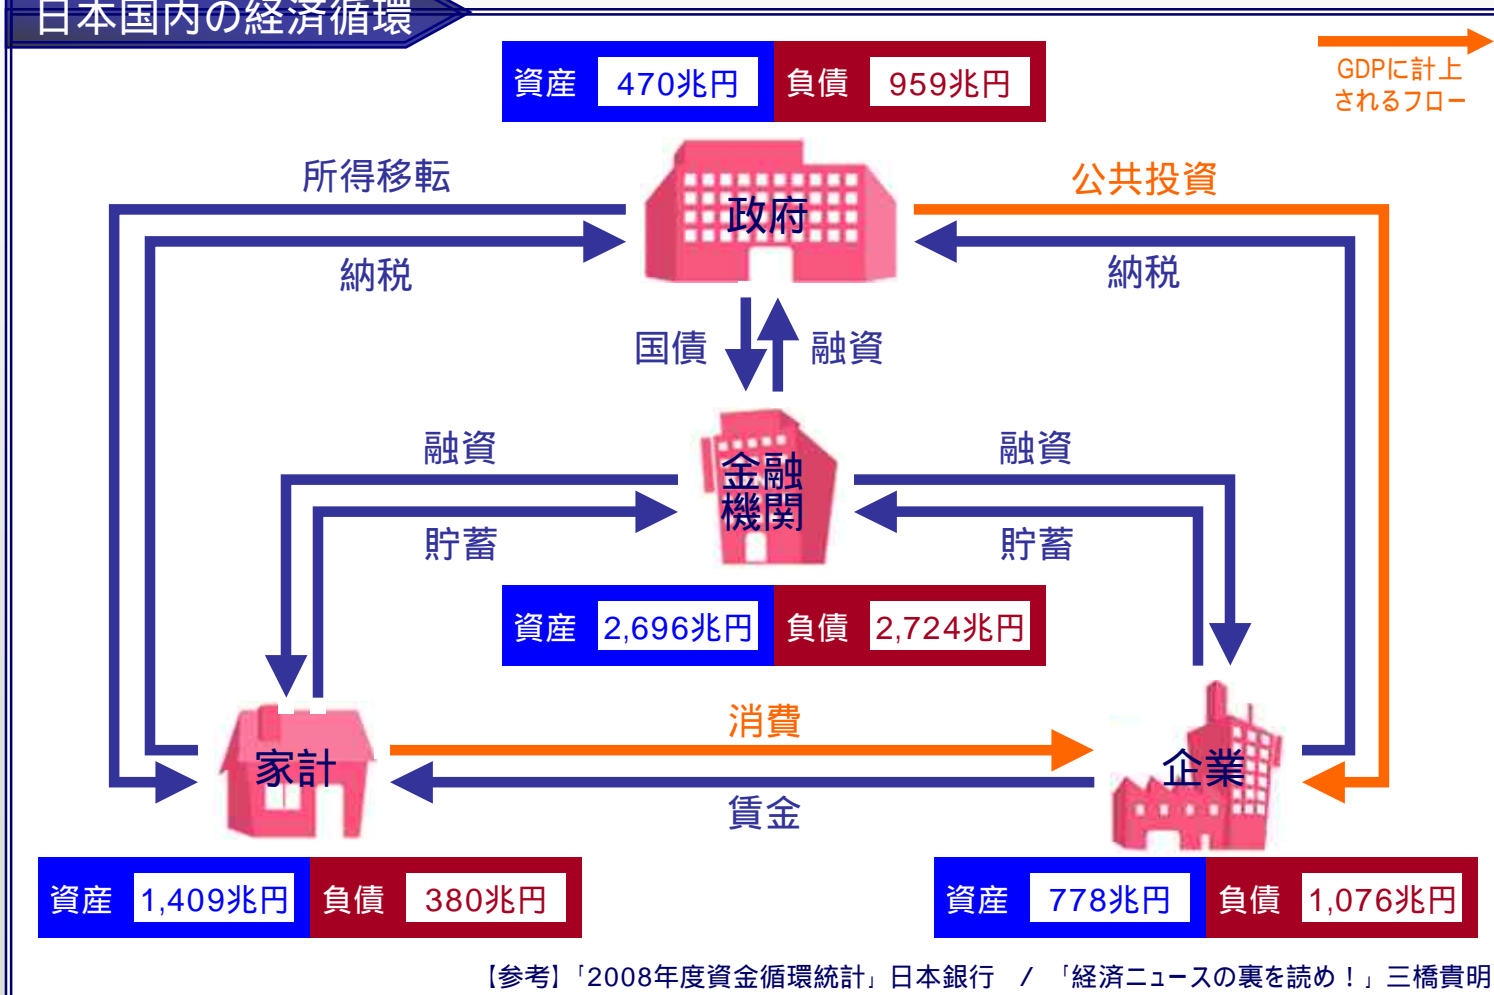 日本国内の経済循環
資産 470兆円 負債 959兆円
GDPに計上
されるフロー
所得移転
公共投資
政府
納税
納税
国債
融資
融資
融資
金融
機関
貯蓄
貯蓄
資産 2,696兆円 負債 2,724兆円
消費
家計
企業
賃金
資産 1,409兆円 負債 380兆円
資産 778兆円 負債 1,076兆円
【参考】「2008年度資金循環統計」日本銀行 / 「経済ニュースの裏を読め！」三橋貴明